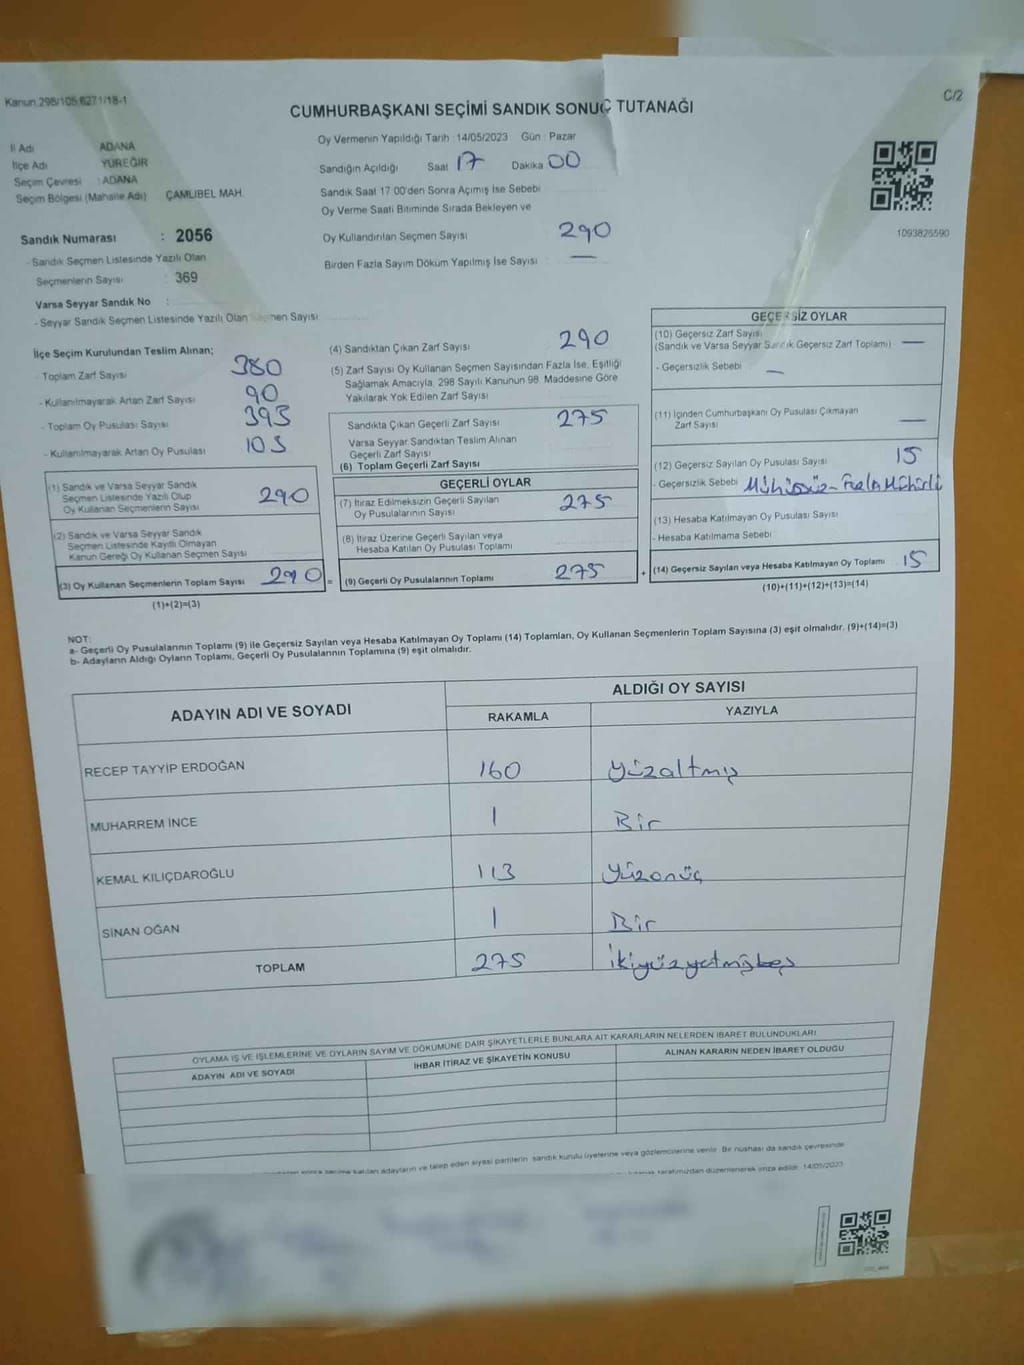 Kanun 298/105,6271/18-1
C/2
CUMHURBAŞKANI SEÇİMİ SANDIK SONUÇ TUTANAĞI
İl Adı ADANA
İlçe Adı YÜREĞİR
Seçim Çevresi : ADANA
Seçim Bölgesi (Mahalle Adı) ÇAMLIBEL MAH.
Sandık Numarası : 2056
- Sandık Seçmen Listesinde Yazılı Olan
Seçmenlerin Sayısı : 369
Varsa Seyyar Sandık No :
- Seyyar Sandık Seçmen Listesinde Yazılı Olan Seçmen Sayısı
Oy Vermenin Yapıldığı Tarih 14/05/2023 Gün : Pazar
Sandığın Açıldığı Saat 17 Dakika 00
Sandık Saat 17 00'den Sonra Açımış İse Sebebi
Oy Verme Saati Bitiminde Sırada Bekleyen ve
Oy Kullandırılan Seçmen Sayısı 290
Birden Fazla Sayım Döküm Yapılmış İse Sayısı : —
1093826590
İlçe Seçim Kurulundan Teslim Alınan;
- Toplam Zarf Sayısı 380
- Kullanılmayarak Artan Zarf Sayısı 90
- Toplam Oy Pusulası Sayısı 393
- Kullanılmayarak Artan Oy Pusulası 103
(1) Sandık ve Varsa Seyyar Sandık
Seçmen Listesinde Yazılı Olup
Oy Kullanan Seçmenlerin Sayısı 290
(2) Sandık ve Varsa Seyyar Sandık
Seçmen Listesinde Kayıtlı Olmayan
Kanun Gereği Oy Kullanan Seçmen Sayısı
(3) Oy Kullanan Seçmenlerin Toplam Sayısı 290 =
(1)+(2)=(3)
(4) Sandıktan Çıkan Zarf Sayısı 290
(5) Zarf Sayısı Oy Kullanan Seçmen Sayısından Fazla İse, Eşitliği
Sağlamak Amacıyla, 298 Sayılı Kanunun 98. Maddesine Göre
Yakılarak Yok Edilen Zarf Sayısı
Sandıkta Çıkan Geçerli Zarf Sayısı 275
Varsa Seyyar Sandıktan Teslim Alınan
Geçerli Zarf Sayısı
(6) Toplam Geçerli Zarf Sayısı
GEÇERLİ OYLAR
(7) İtiraz Edilmeksizin Geçerli Sayılan
Oy Pusulalarının Sayısı 275
(8) İtiraz Üzerine Geçerli Sayılan veya
Hesaba Katılan Oy Pusulası Toplamı
(9) Geçerli Oy Pusulalarının Toplamı 275 +
GEÇERSİZ OYLAR
(10) Geçersiz Zarf Sayısı
(Sandık ve Varsa Seyyar Sandık Geçersiz Zarf Toplamı) —
- Geçersizlik Sebebi —
(11) İçinden Cumhurbaşkanı Oy Pusulası Çıkmayan
Zarf Sayısı —
(12) Geçersiz Sayılan Oy Pusulası Sayısı 15
- Geçersizlik Sebebi Mühürsüz - Fazla Mühürlü
(13) Hesaba Katılmayan Oy Pusulası Sayısı
- Hesaba Katılmama Sebebi
(14) Geçersiz Sayılan veya Hesaba Katılmayan Oy Toplamı 15
(10)+(11)+(12)+(13)=(14)
NOT:
a- Geçerli Oy Pusulalarının Toplamı (9) ile Geçersiz Sayılan veya Hesaba Katılmayan Oy Toplamı (14) Toplamları, Oy Kullanan Seçmenlerin Toplam Sayısına (3) eşit olmalıdır. (9)+(14)=(3)
b- Adayların Aldığı Oyların Toplamı, Geçerli Oy Pusulalarının Toplamına (9) eşit olmalıdır.
ADAYIN ADI VE SOYADI
ALDIĞI OY SAYISI
RAKAMLA YAZIYLA
RECEP TAYYİP ERDOĞAN 160 Yüzaltmış
MUHARREM İNCE 1 Bir
KEMAL KILIÇDAROĞLU 113 Yüzonüç
SİNAN OĞAN 1 Bir
TOPLAM 275 İkiyüzyetmişbeş
OYLAMA İŞ VE İŞLEMLERİNE VE OYLARIN SAYIM VE DÖKÜMÜNE DAİR ŞİKAYETLERLE BUNLARA AİT KARARLARIN NELERDEN İBARET BULUNDUKLARI
ADAYIN ADI VE SOYADI İHBAR İTİRAZ VE ŞİKAYETİN KONUSU ALINAN KARARIN NEDEN İBARET OLDUĞU
seçime katılan adayların ve talep eden siyasi partilerin sandık kurulu üyelerine veya gözlemcilerine verilir. Bir nüshası da sandık çevresinde
tarafımızdan düzenlenerek imza edildi. 14/05/2023